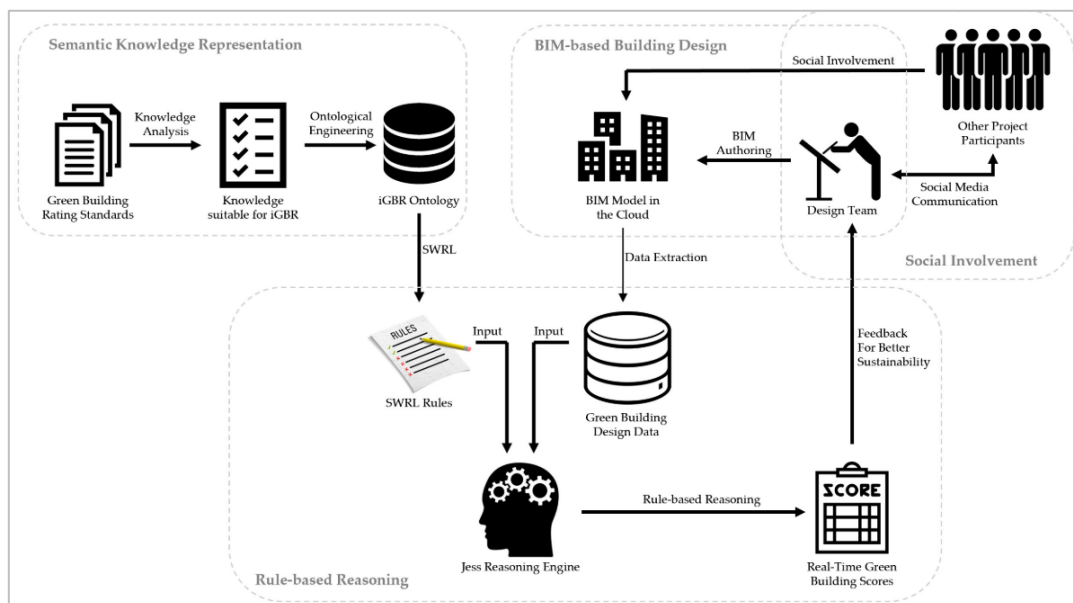 Semantic Knowledge Representation
BIM-based Building Design
Social Involvement
Other Project
Participants
Knowledge
Analysis
Ontological
Engineering
BIM
Authoring
Social Media
Communication
Green Building
Rating Standards
Knowledge
suitable for iGBR
iGBR Ontology
BIM Model in
the Cloud
Design Team
Social Involvement
SWRL
Data Extraction
RULES
Input
Input
Feedback
For Better
Sustainability
SWRL Rules
Green Building
Design Data
SCORE
Rule-based Reasoning
Jess Reasoning Engine
Real-Time Green
Building Scores
Rule-based Reasoning